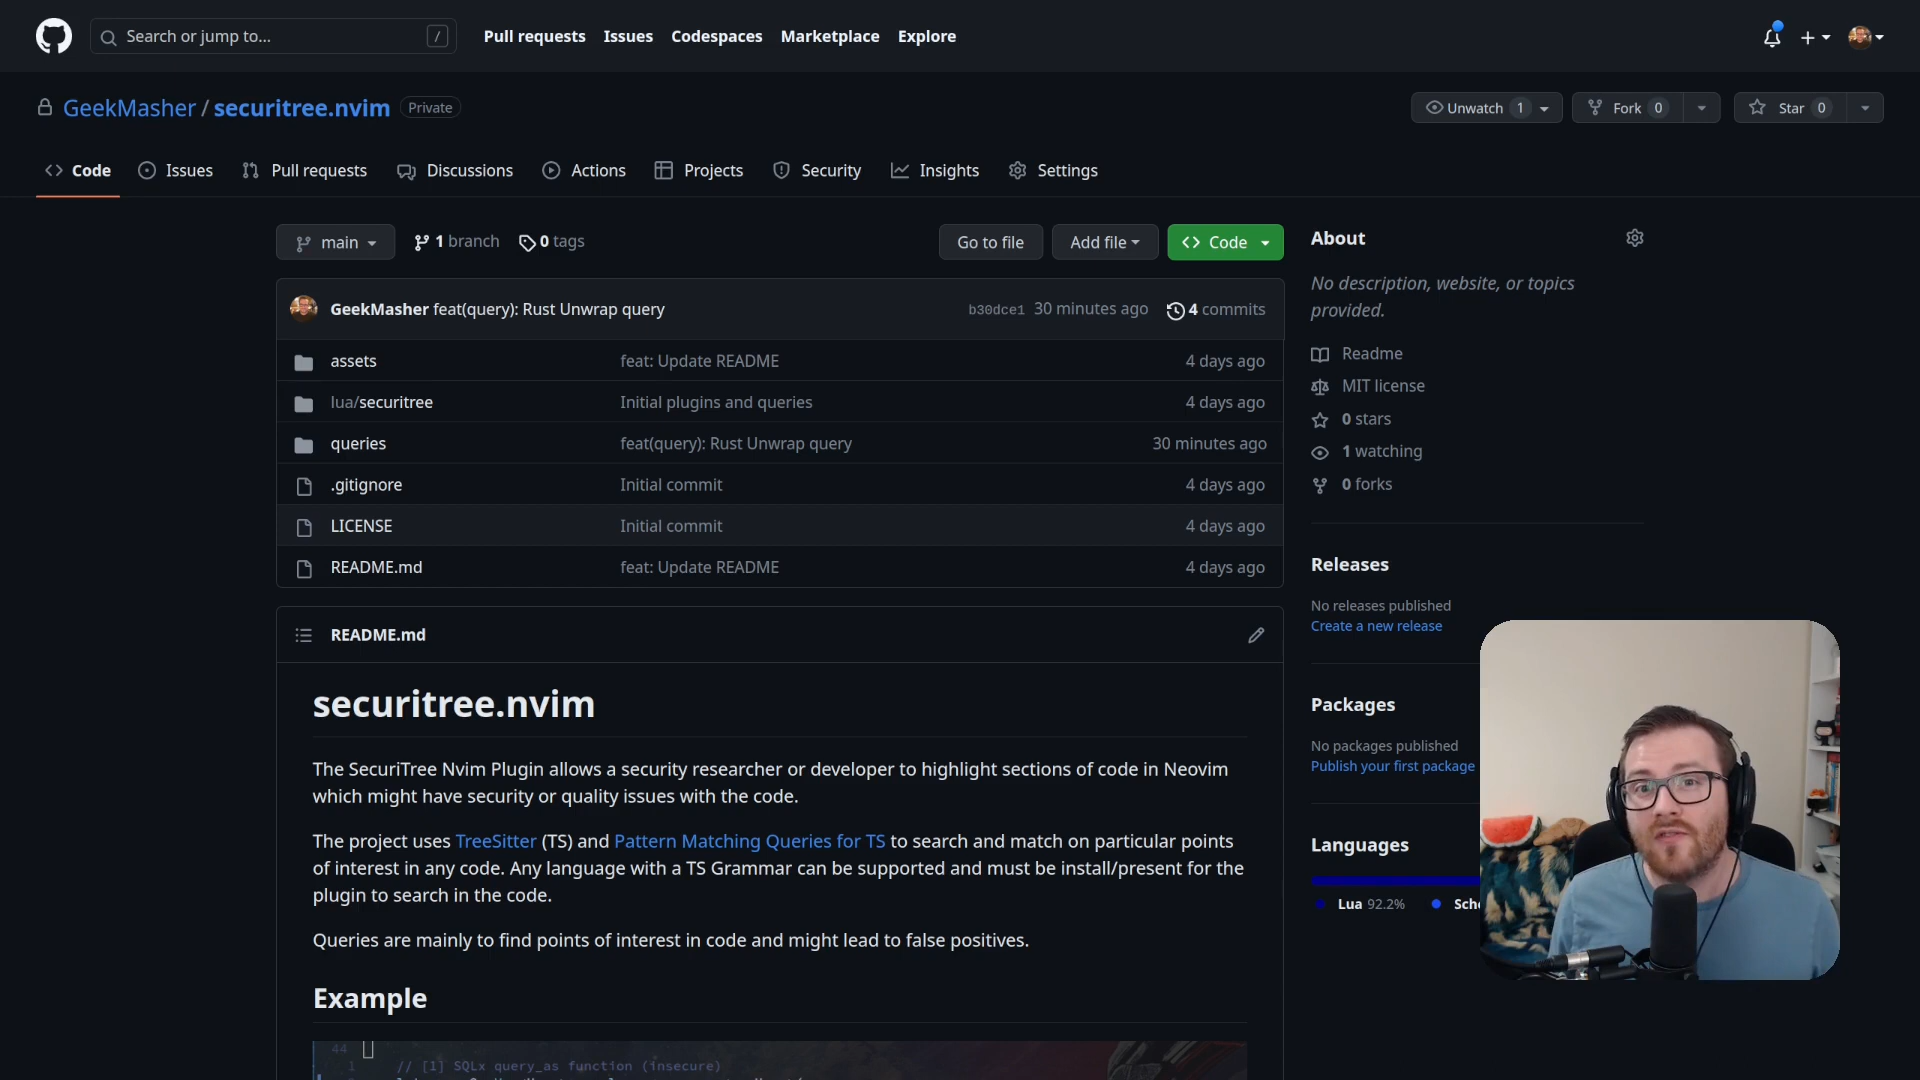 Search or jump to...
/
Pull requests
Issues
Codespaces
Marketplace
Explore
GeekMasher / securitree.nvim
Private
Unwatch 1
Fork 0
Star 0
Code
Issues
Pull requests
Discussions
Actions
Projects
Security
Insights
Settings
main
1 branch
0 tags
Go to file
Add file
Code
GeekMasher feat(query): Rust Unwrap query
b30dce1 30 minutes ago
4 commits
assets feat: Update README 4 days ago
lua/securitree Initial plugins and queries 4 days ago
queries feat(query): Rust Unwrap query 30 minutes ago
.gitignore Initial commit 4 days ago
LICENSE Initial commit 4 days ago
README.md feat: Update README 4 days ago
README.md
securitree.nvim
The SecuriTree Nvim Plugin allows a security researcher or developer to highlight sections of code in Neovim
which might have security or quality issues with the code.
The project uses TreeSitter (TS) and Pattern Matching Queries for TS to search and match on particular points
of interest in any code. Any language with a TS Grammar can be supported and must be install/present for the
plugin to search in the code.
Queries are mainly to find points of interest in code and might lead to false positives.
Example
44
1 // [1] SQLx query_as function (insecure)
About
No description, website, or topics
provided.
Readme
MIT license
0 stars
1 watching
0 forks
Releases
No releases published
Create a new release
Packages
No packages published
Publish your first package
Languages
Lua 92.2%
Sche